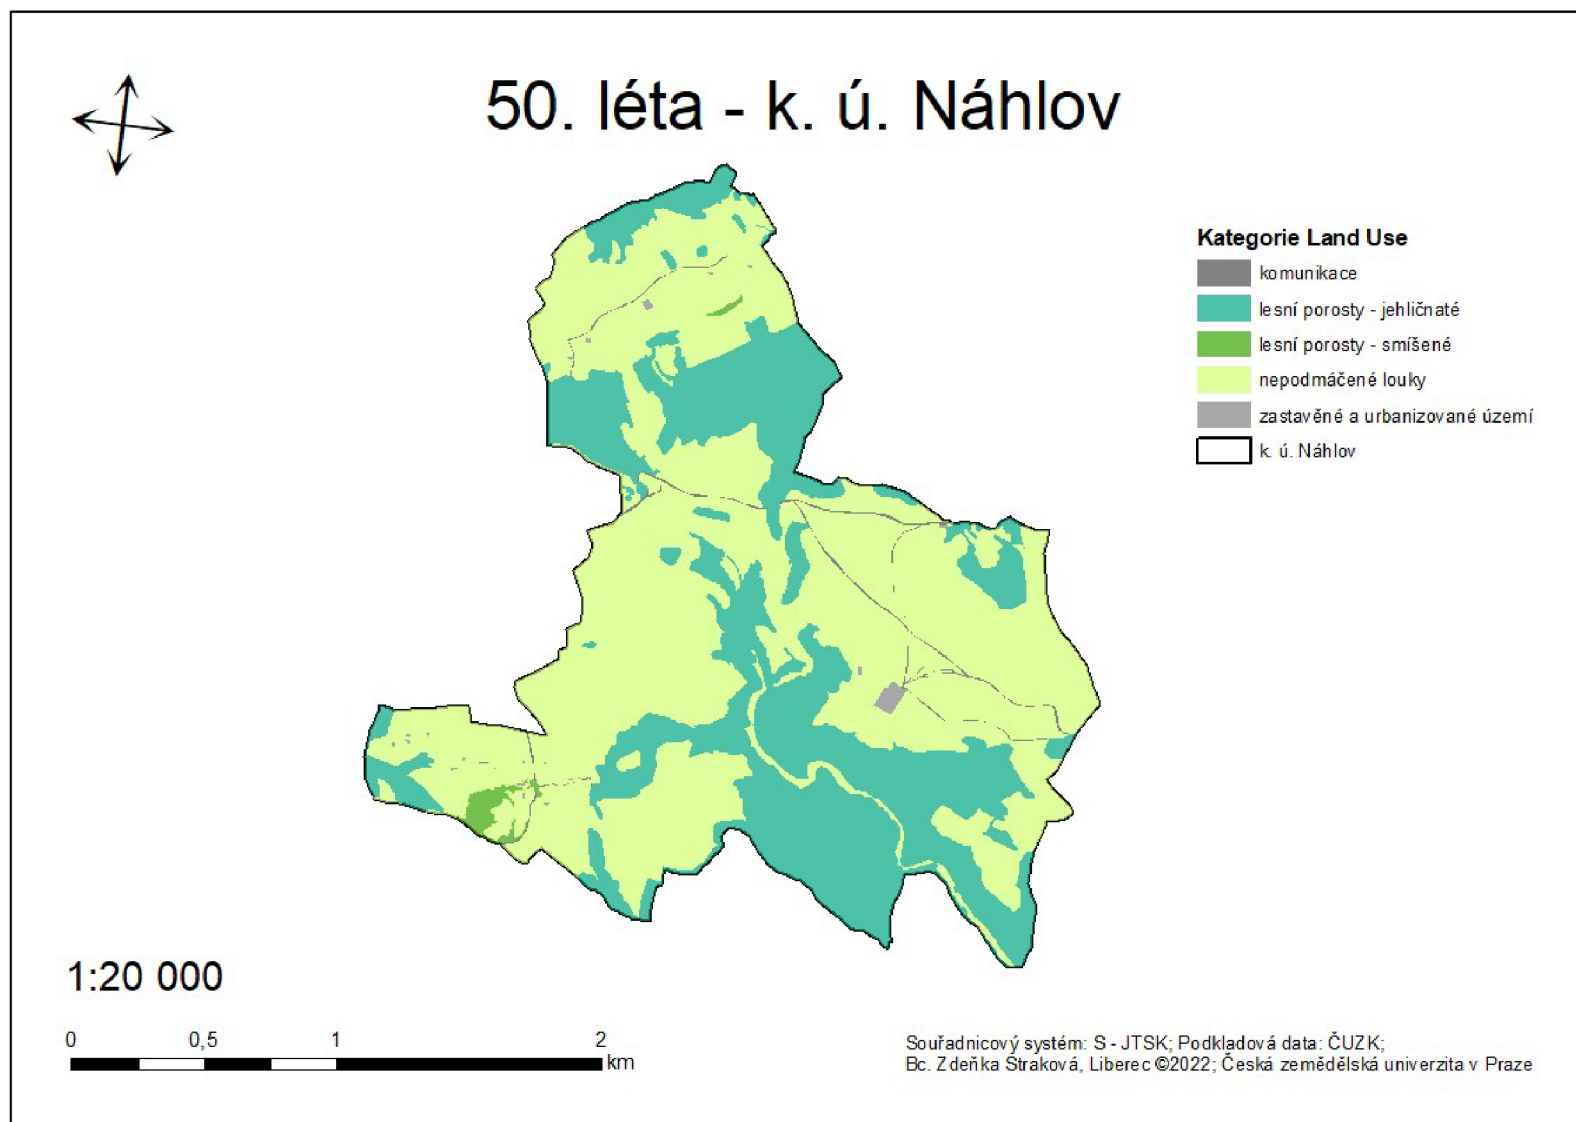 50. léta - k. ú. Náhlov
Kategorie Land Use
komunikace
lesní porosty - jehličnaté
lesní porosty - smíšené
nepodmáčené louky
zastavěné a urbanizované území
k. ú. Náhlov
1:20 000
0 0,5 1 2
km
Souřadnicový systém: S - JTSK; Podkladová data: ČUZK;
Bc. Zdeňka Straková, Liberec ©2022; Česká zemědělská univerzita v Praze